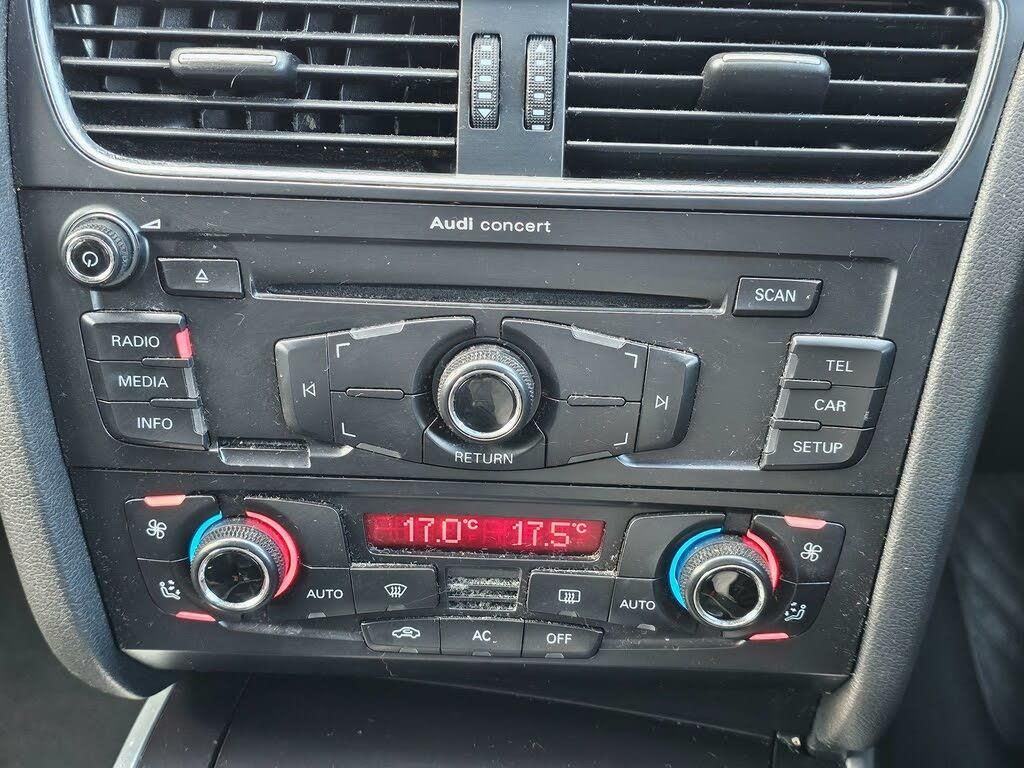 Audi concert
SCAN
RADIO
MEDIA
INFO
TEL
CAR
SETUP
RETURN
17.0°C 17.5°C
AUTO
AUTO
AC
OFF